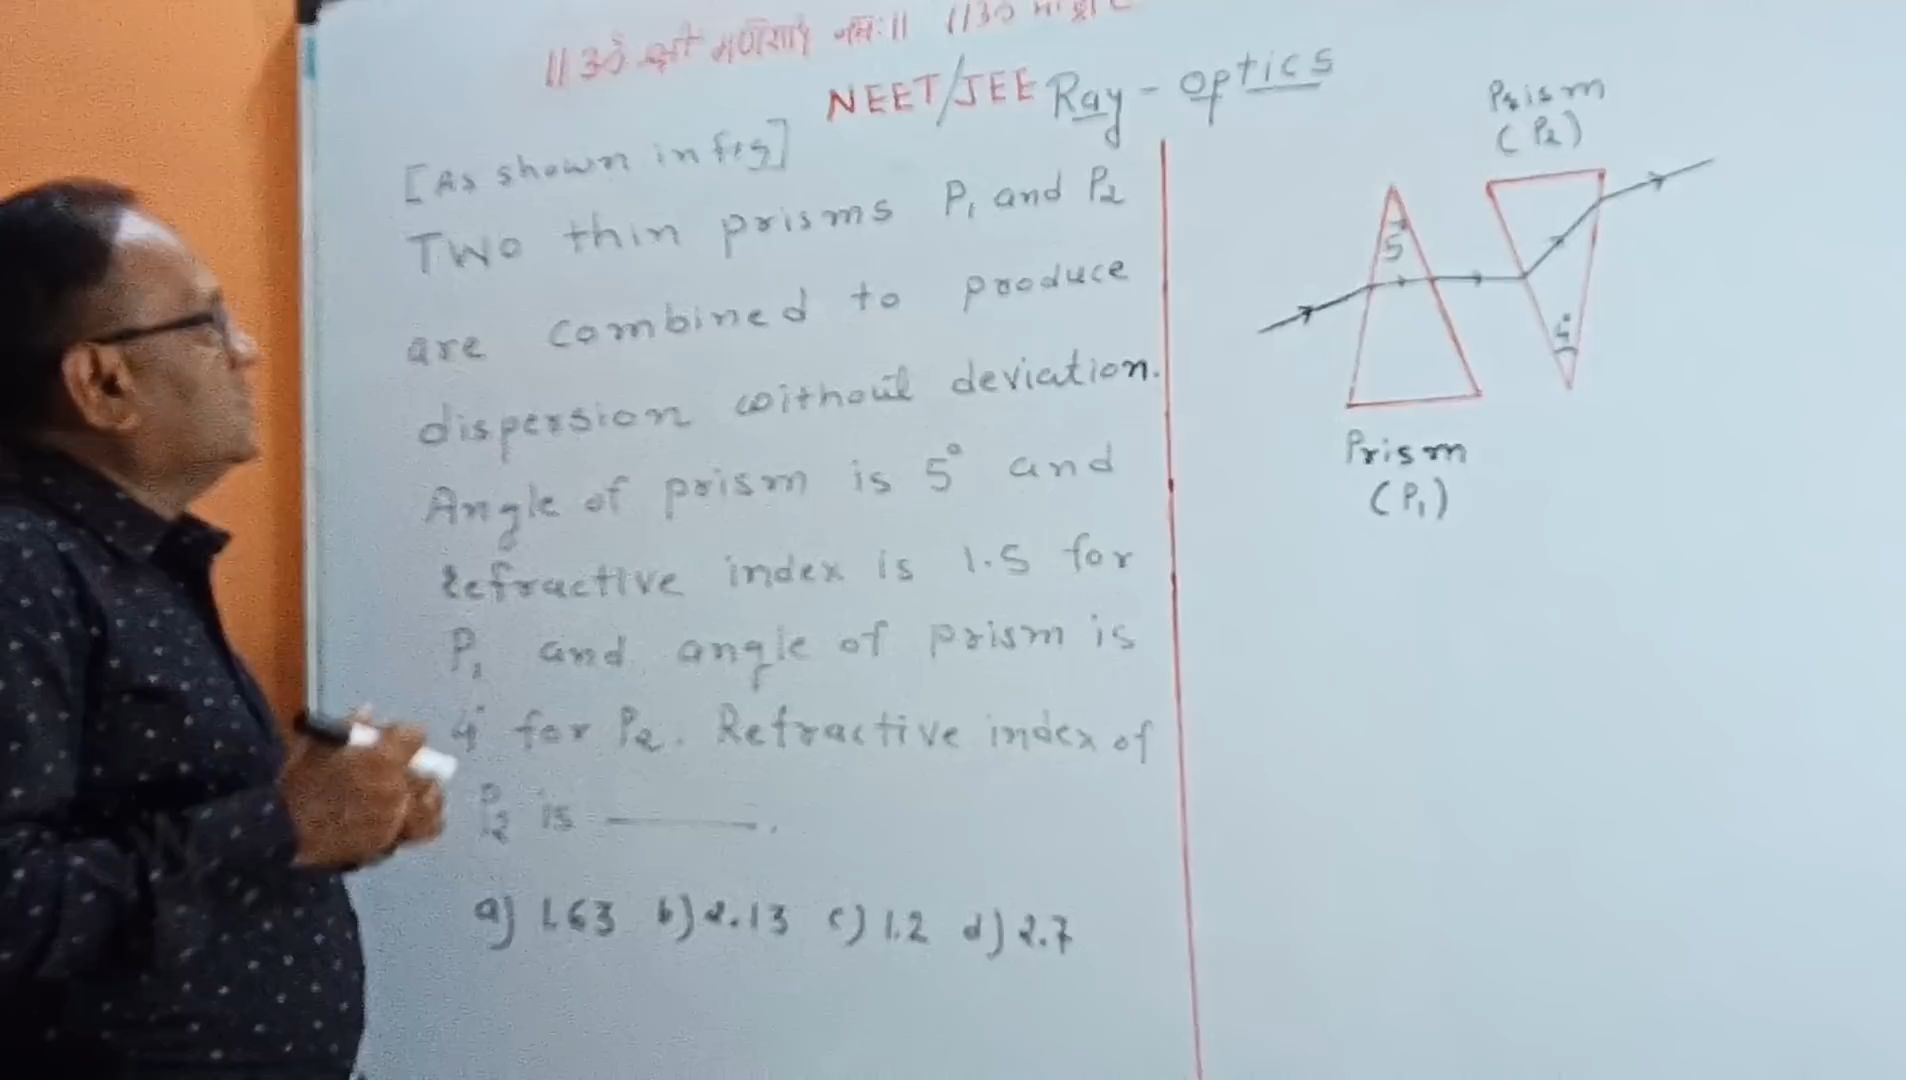 ॥ ॐ नमः ॥ ॥ ॐ
NEET/JEE Ray - optics
[As shown in fig]
Two thin prisms P₁ and P₂
are combined to produce
dispersion without deviation.
Angle of prism is 5° and
refractive index is 1.5 for
P₁ and angle of prism is
4° for P₂. Refractive index of
P₂ is ———.
a) 1.63 b) 2.13 c) 1.2 d) 2.7
Prism
(P₂)
5°
4°
Prism
(P₁)